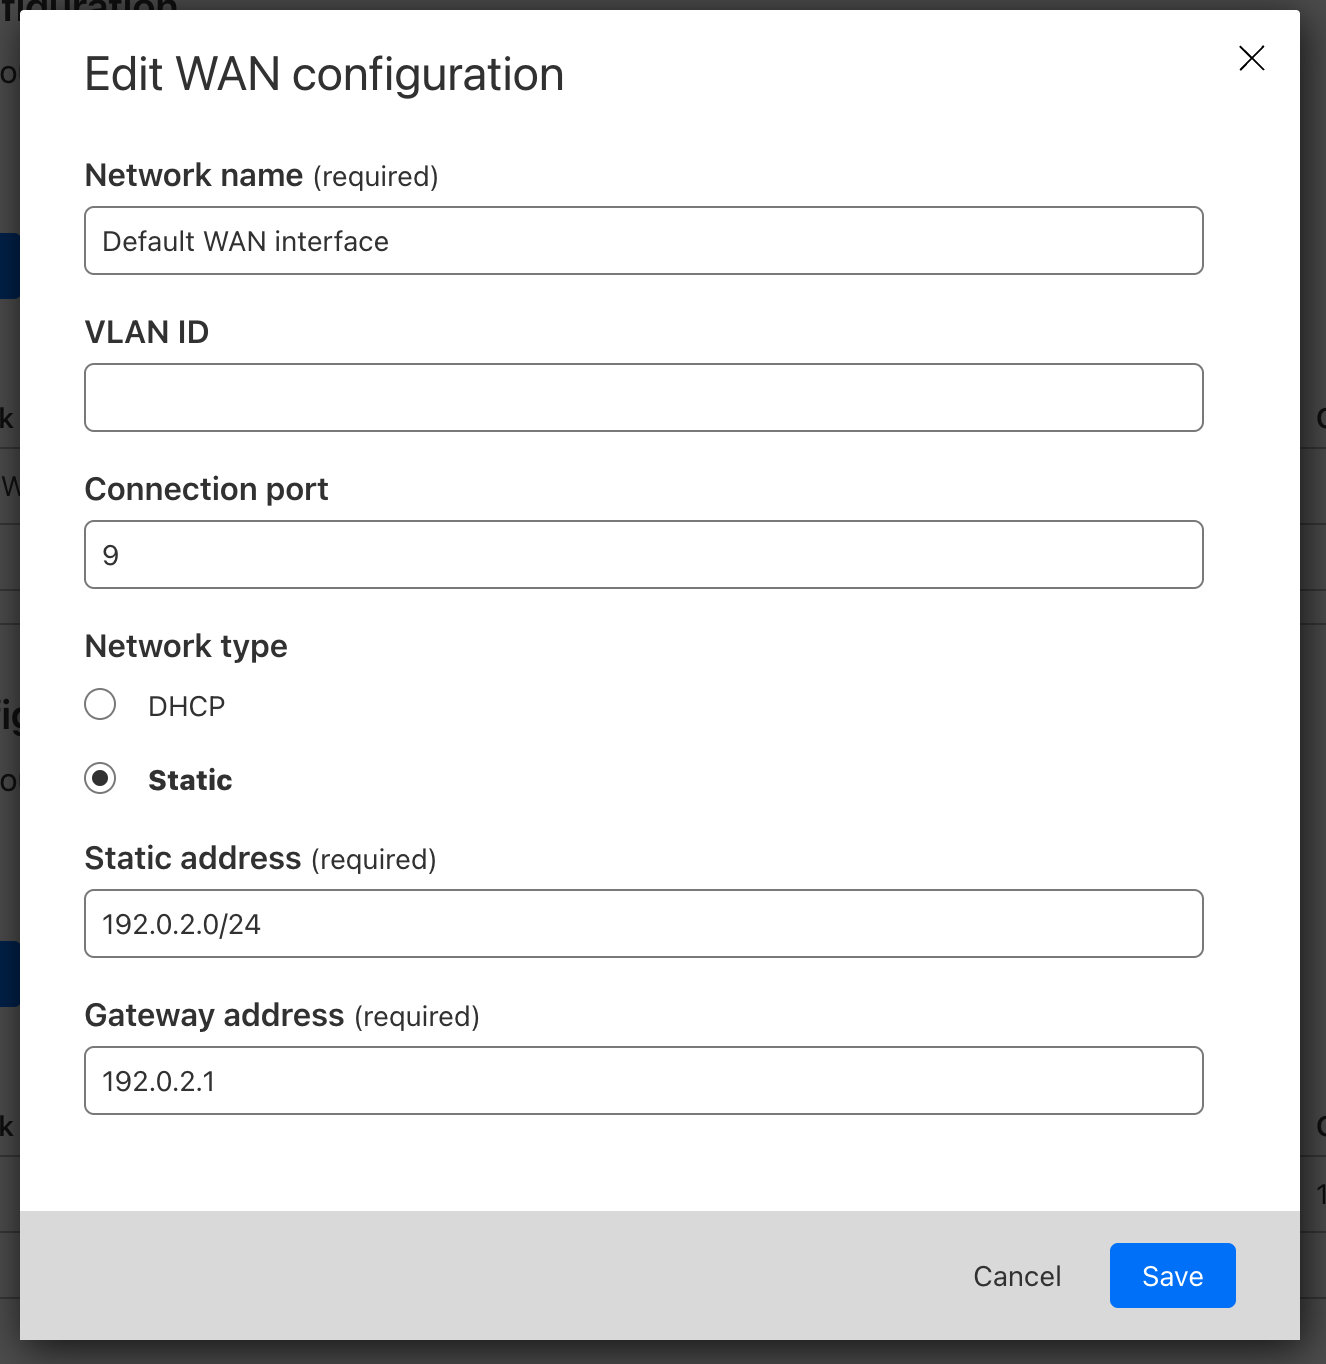 Edit WAN configuration
Network name (required)
Default WAN interface
VLAN ID
Connection port
9
Network type
DHCP
Static
Static address (required)
192.0.2.0/24
Gateway address (required)
192.0.2.1
Cancel
Save